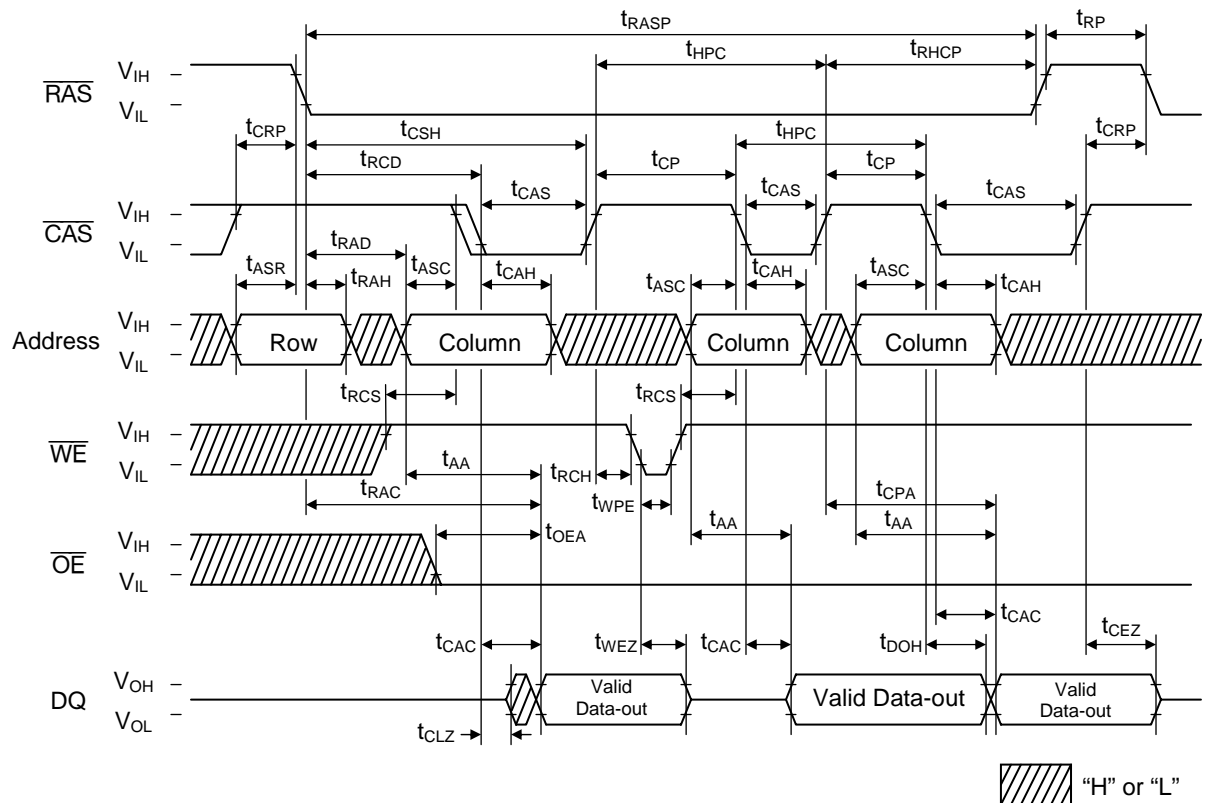 tRASP tRP
tHPC tRHCP
RAS VIH
VIL
tCRP tCSH tHPC tCRP
tRCD tCP tCP
tCAS tCAS tCAS
CAS VIH
VIL
tRAD
tASR tRAH tASC tCAH tASC tCAH tASC tCAH
Address VIH
VIL
Row Column Column Column
tRCS tRCS
WE VIH
VIL
tAA tRCH tWPE tCPA
tRAC tAA tAA
tOEA
OE VIH
VIL
tCAC tWEZ tCAC tDOH tCAC tCEZ
DQ VOH
VOL
Valid Data-out Valid Data-out Valid Data-out
tCLZ
“H” or “L”